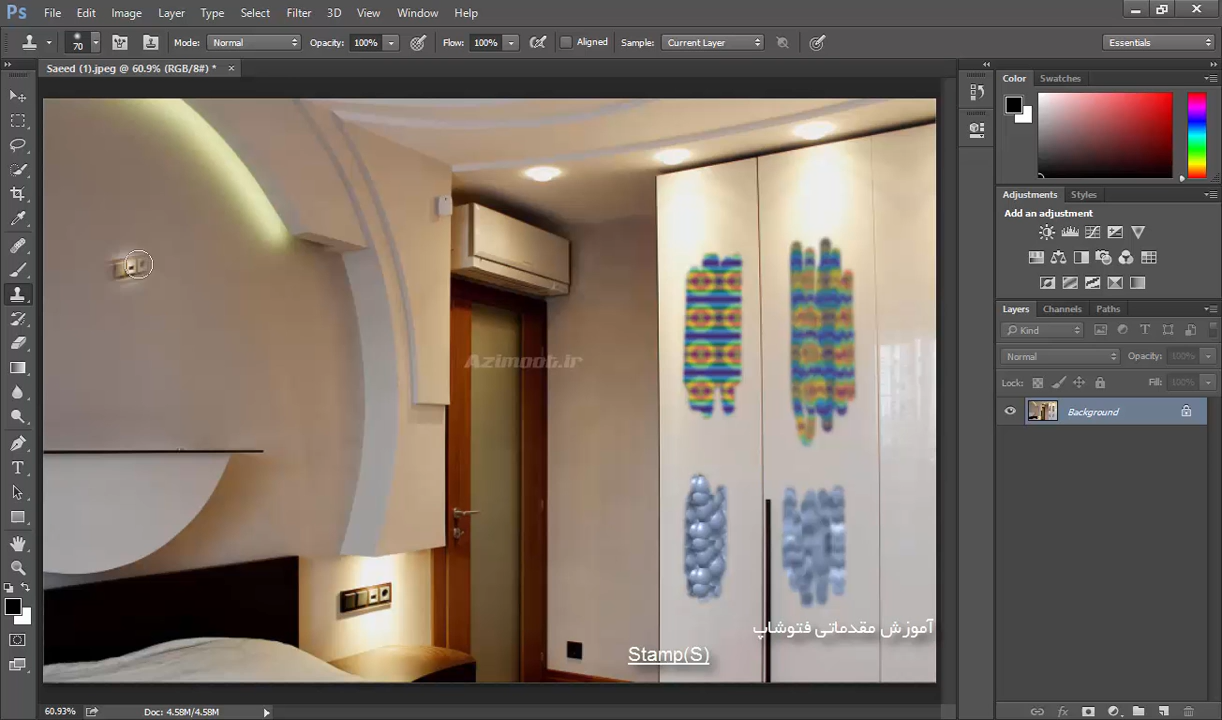 Ps File Edit Image Layer Type Select Filter 3D View Window Help
70 Mode: Normal Opacity: 100% Flow: 100% Aligned Sample: Current Layer Essentials
Saeed (1).jpeg @ 60.9% (RGB/8#) * ×
Color Swatches
Adjustments Styles
Add an adjustment
Layers Channels Paths
Kind
Normal Opacity: 100%
Lock: Fill: 100%
Background
Azimoot.ir
آموزش مقدماتی فتوشاپ
Stamp(S)
60.93% Doc: 4.58M/4.58M